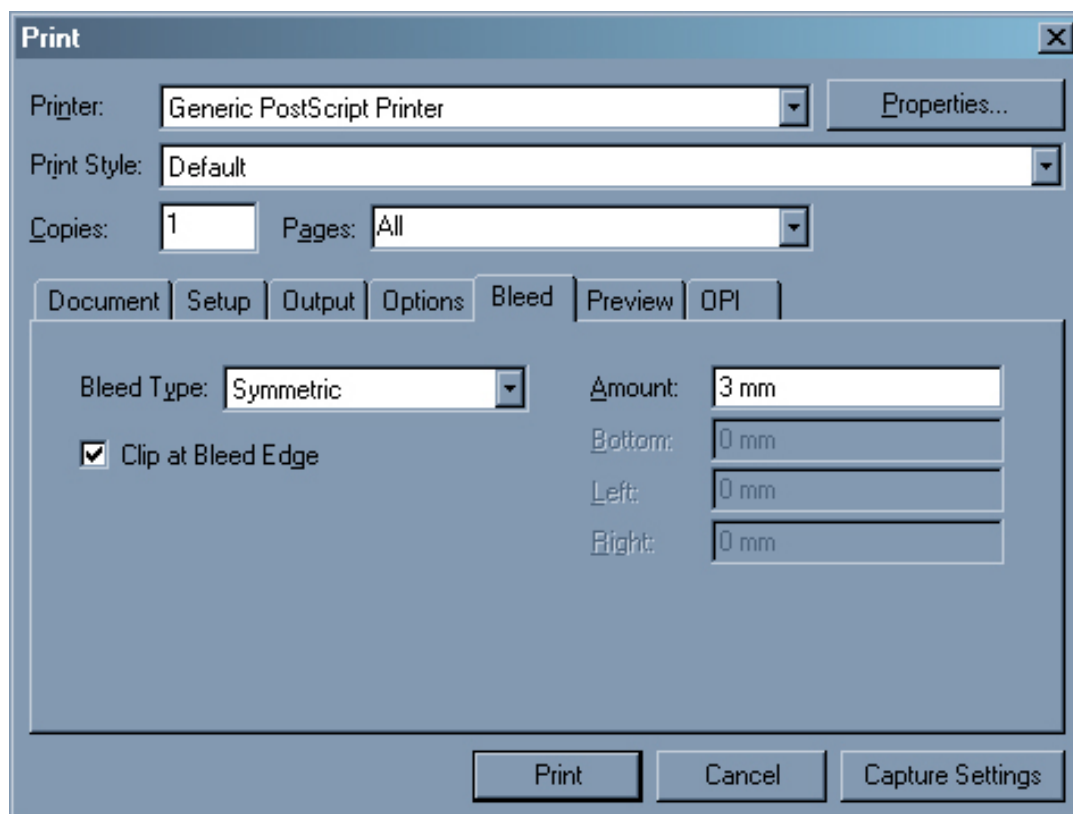 Print
Printer: Generic PostScript Printer Properties...
Print Style: Default
Copies: 1 Pages: All
Document Setup Output Options Bleed Preview OPI
Bleed Type: Symmetric Amount: 3 mm
Clip at Bleed Edge Bottom: 0 mm
Left: 0 mm
Right: 0 mm
Print Cancel Capture Settings